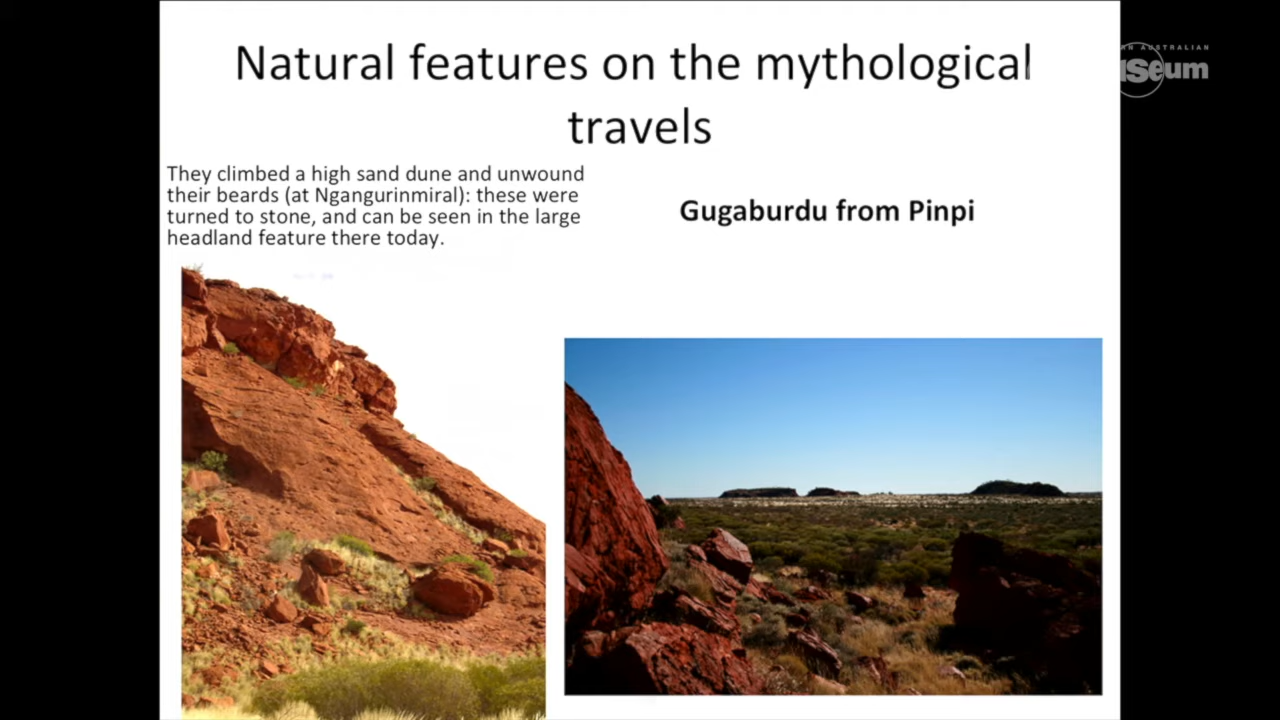 Natural features on the mythological
travels
They climbed a high sand dune and unwound
their beards (at Ngangurinmiral): these were
turned to stone, and can be seen in the large
headland feature there today.
Gugaburdu from Pinpi
AUSTRALIAN